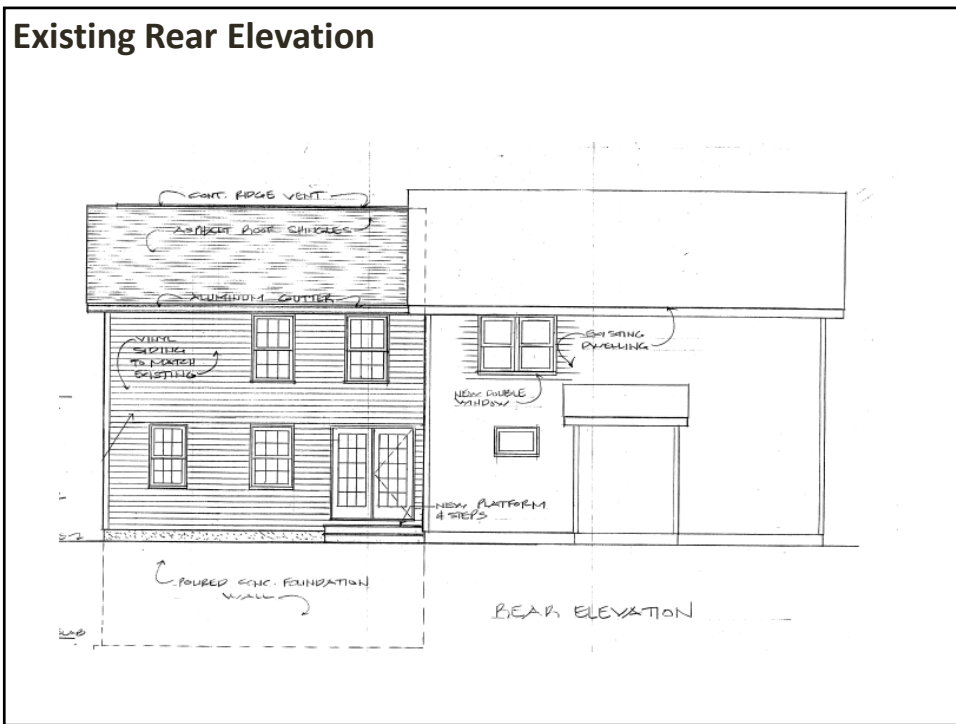 Existing Rear Elevation
CONT. RIDGE VENT
ASPHALT ROOF SHINGLES
ALUMINUM GUTTER
VINYL
SIDING
TO MATCH
EXISTING
EXISTING
DWELLING
NEW DOUBLE
WINDOW
NEW PLATFORM
& STEPS
POURED CONC. FOUNDATION
WALL
REAR ELEVATION
SLAB